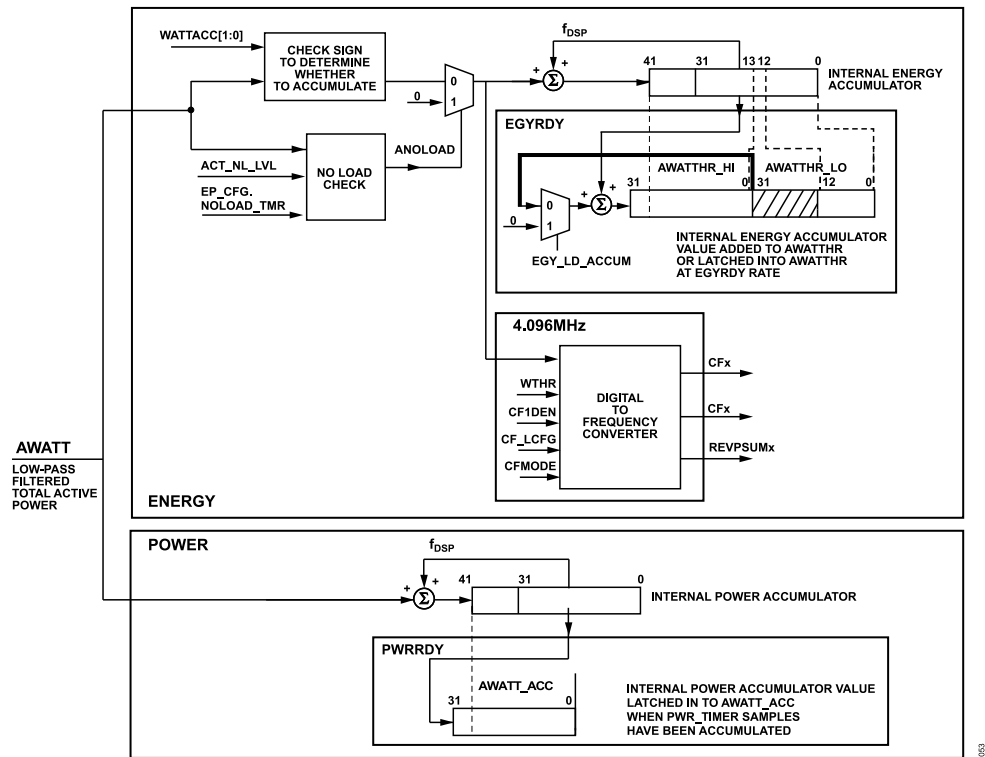 WATTACC[1:0]
CHECK SIGN
TO DETERMINE
WHETHER
TO ACCUMULATE
0
0
1
fDSP
+
+
Σ
41
31
13
12
0
INTERNAL ENERGY
ACCUMULATOR
ACT_NL_LVL
EP_CFG.
NOLOAD_TMR
NO LOAD
CHECK
ANOLOAD
EGYRDY
AWATTHR_HI
AWATTHR_LO
31
0
31
12
0
0
0
1
+
+
Σ
EGY_LD_ACCUM
INTERNAL ENERGY ACCUMULATOR
VALUE ADDED TO AWATTHR
OR LATCHED INTO AWATTHR
AT EGYRDY RATE
4.096MHz
WTHR
CF1DEN
CF_LCFG
CFMODE
DIGITAL
TO
FREQUENCY
CONVERTER
CFx
CFx
REVPSUMx
AWATT
LOW-PASS
FILTERED
TOTAL ACTIVE
POWER
ENERGY
POWER
fDSP
+
+
Σ
41
31
0
INTERNAL POWER ACCUMULATOR
PWRRDY
AWATT_ACC
31
0
INTERNAL POWER ACCUMULATOR VALUE
LATCHED IN TO AWATT_ACC
WHEN PWR_TIMER SAMPLES
HAVE BEEN ACCUMULATED
053